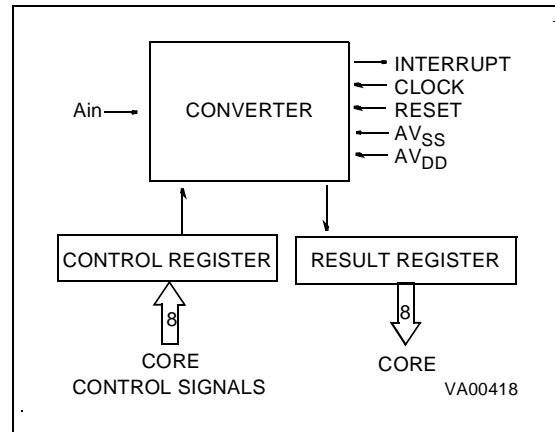 INTERRUPT
CLOCK
Ain
CONVERTER
RESET
AVSS
AVDD
CONTROL REGISTER
RESULT REGISTER
8
8
CORE
CONTROL SIGNALS
CORE
VA00418